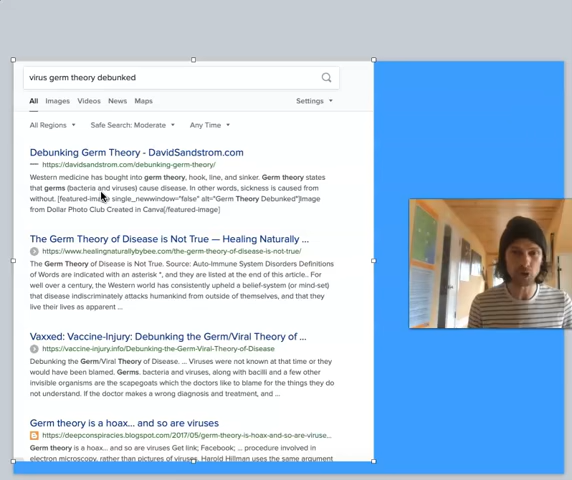 virus germ theory debunked
All Images Videos News Maps Settings
All Regions Safe Search: Moderate Any Time
Debunking Germ Theory - DavidSandstrom.com
https://davidsandstrom.com/debunking-germ-theory/
Western medicine has bought into germ theory, hook, line, and sinker. Germ theory states
that germs (bacteria and viruses) cause disease. In other words, sickness is caused from
without. [featured-image single_newwindow="false" alt="Germ Theory Debunked"]Image
from Dollar Photo Club Created in Canva[/featured-image]
The Germ Theory of Disease is Not True — Healing Naturally ...
https://www.healingnaturallybybee.com/the-germ-theory-of-disease-is-not-true/
The Germ Theory of Disease is Not True. Source: Auto-Immune System Disorders Definitions
of Words are indicated with an asterisk *, and they are listed at the end of this article.. For
well over a century, the Western world has consistently upheld a belief-system (or mind-set)
that disease indiscriminately attacks humankind from outside of themselves, and that they
live their lives as apparent ...
Vaxxed: Vaccine-Injury: Debunking the Germ/Viral Theory of ...
https://vaccine-injury.info/Debunking-the-Germ-Viral-Theory-of-Disease
Debunking the Germ/Viral Theory of Disease. ... Viruses were not known at that time or they
would have been blamed. Germs. bacteria and viruses, along with bacilli and a few other
invisible organisms are the scapegoats which the doctors like to blame for the things they do
not understand. If the doctor makes a wrong diagnosis and treatment, and ...
Germ theory is a hoax... and so are viruses
https://deepconspiracies.blogspot.com/2017/05/germ-theory-is-hoax-and-so-are-viruse...
Germ theory is a hoax... and so are viruses Get link; Facebook; ... procedure involved in
electron microscopy, rather than pictures of viruses. Harold Hillman uses the same argument